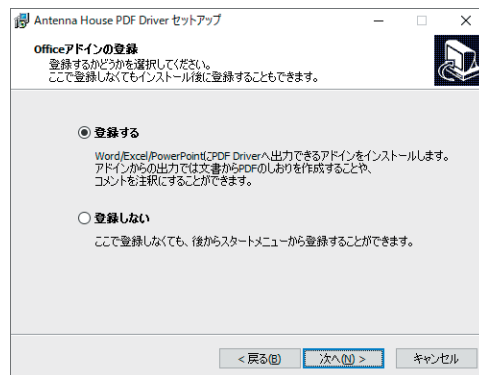 Antenna House PDF Driver セットアップ
Officeアドインの登録
登録するかどうかを選択してください。
ここで登録しなくてもインストール後に登録することもできます。
登録する
Word/Excel/PowerPointにPDF Driverへ出力できるアドインをインストールします。
アドインからの出力では文書からPDFのしおりを作成することや、
コメントを注釈にすることができます。
登録しない
ここで登録しなくても、後からスタートメニューから登録することができます。
< 戻る(B)
次へ(N) >
キャンセル